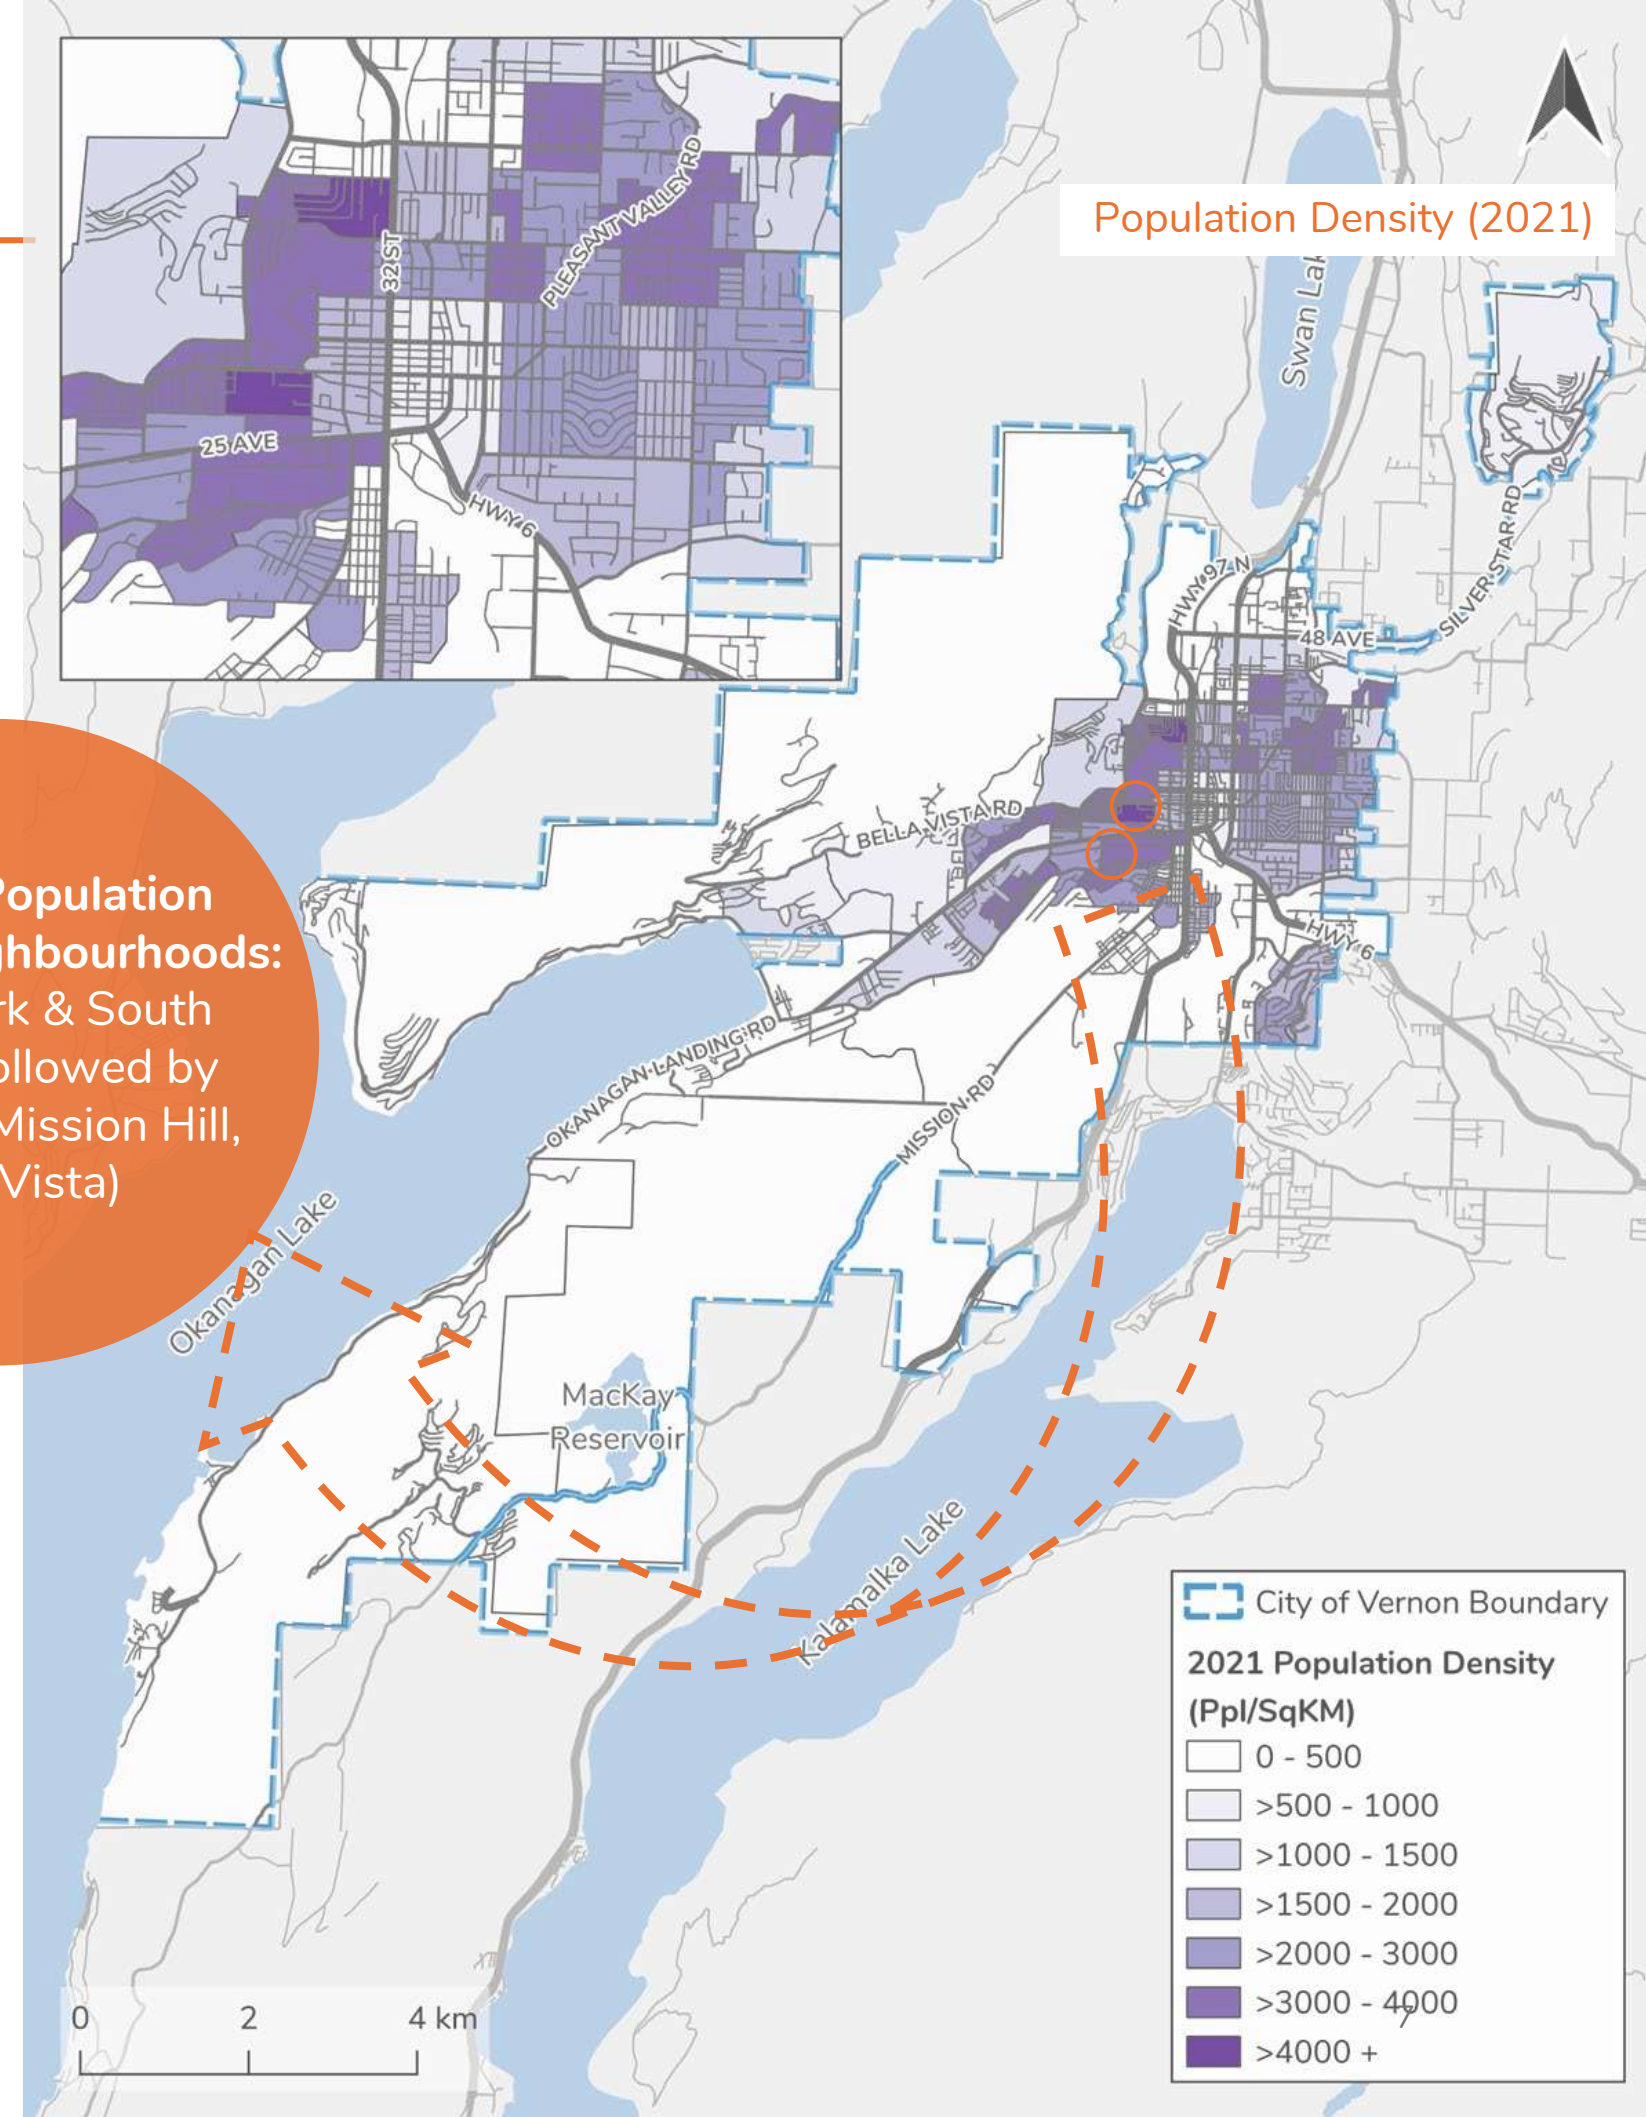 Population Density (2021)
32 ST
PLEASANT VALLEY RD
25 AVE
HWY 6
Swan
HWY 97 N
48 AVE
SILVER STAR RD
BELLA VISTA RD
HWY 6
OKANAGAN LANDING RD
MISSION RD
Population
ghbourhoods:
rk & South
ollowed by
Mission Hill,
Vista)
Okanagan Lake
MacKay
Reservoir
Kalamalka Lake
City of Vernon Boundary
2021 Population Density
(Ppl/SqKM)
0 - 500
>500 - 1000
>1000 - 1500
>1500 - 2000
>2000 - 3000
>3000 - 4000
>4000 +
7
0 2 4 km